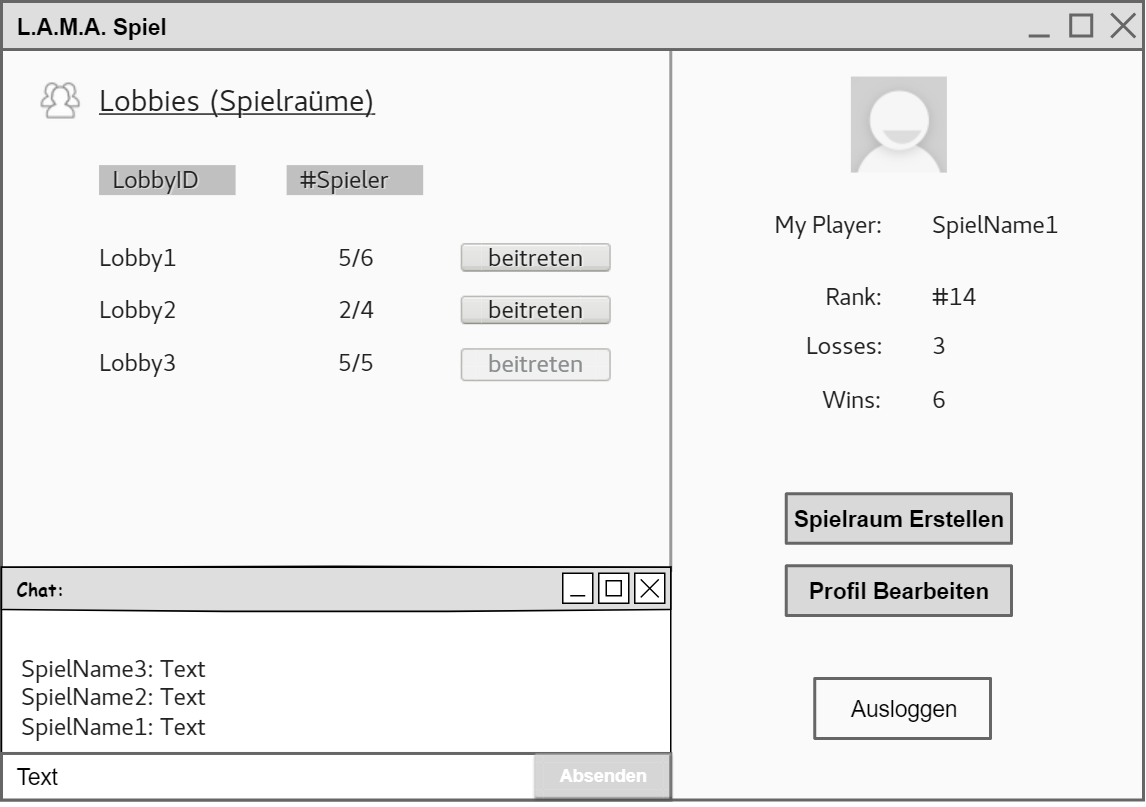 L.A.M.A. Spiel
Lobbies (Spielraüme)
LobbyID #Spieler
Lobby1 5/6 beitreten
Lobby2 2/4 beitreten
Lobby3 5/5 beitreten
Chat:
SpielName3: Text
SpielName2: Text
SpielName1: Text
Text Absenden
My Player: SpielName1
Rank: #14
Losses: 3
Wins: 6
Spielraum Erstellen
Profil Bearbeiten
Ausloggen